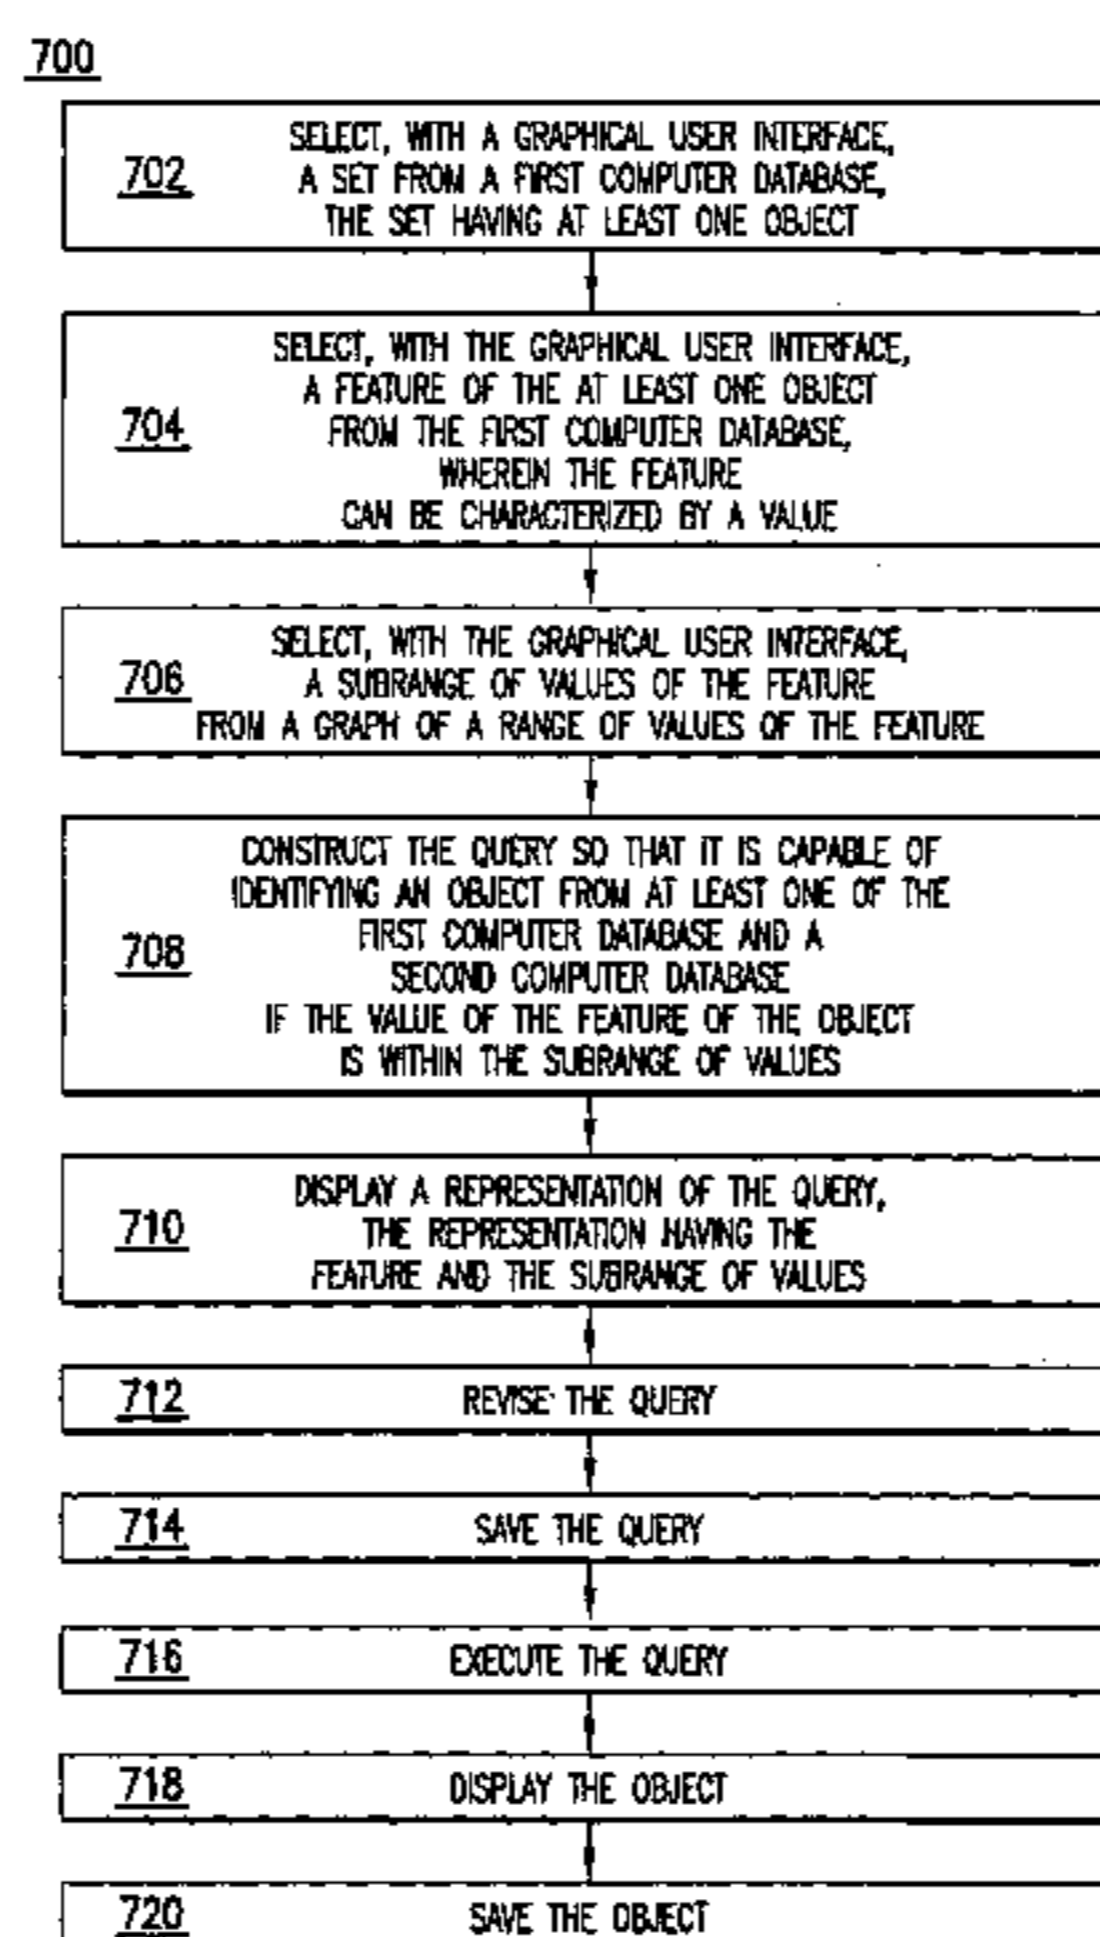 700
702
SELECT, WITH A GRAPHICAL USER INTERFACE,
A SET FROM A FIRST COMPUTER DATABASE,
THE SET HAVING AT LEAST ONE OBJECT
704
SELECT, WITH THE GRAPHICAL USER INTERFACE,
A FEATURE OF THE AT LEAST ONE OBJECT
FROM THE FIRST COMPUTER DATABASE,
WHEREIN THE FEATURE
CAN BE CHARACTERIZED BY A VALUE
706
SELECT, WITH THE GRAPHICAL USER INTERFACE,
A SUBRANGE OF VALUES OF THE FEATURE
FROM A GRAPH OF A RANGE OF VALUES OF THE FEATURE
708
CONSTRUCT THE QUERY SO THAT IT IS CAPABLE OF
IDENTIFYING AN OBJECT FROM AT LEAST ONE OF THE
FIRST COMPUTER DATABASE AND A
SECOND COMPUTER DATABASE
IF THE VALUE OF THE FEATURE OF THE OBJECT
IS WITHIN THE SUBRANGE OF VALUES
710
DISPLAY A REPRESENTATION OF THE QUERY,
THE REPRESENTATION HAVING THE
FEATURE AND THE SUBRANGE OF VALUES
712
REVISE THE QUERY
714
SAVE THE QUERY
716
EXECUTE THE QUERY
718
DISPLAY THE OBJECT
720
SAVE THE OBJECT